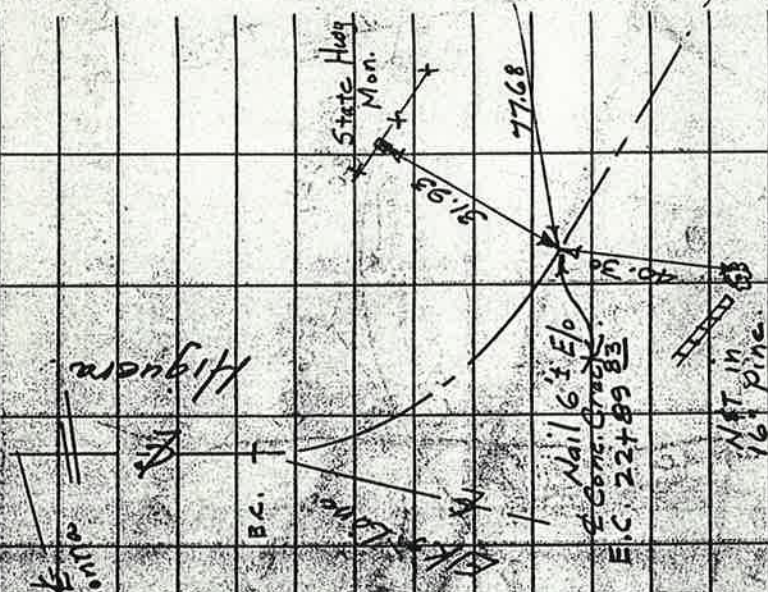 State Hwy
Mon.
77.68
31.93
40.30
Nail 6'± E/o
¢ Conc. Crack.
E.C. 22+89 83
N&T in
16" Pine.
Higuera
B.C.